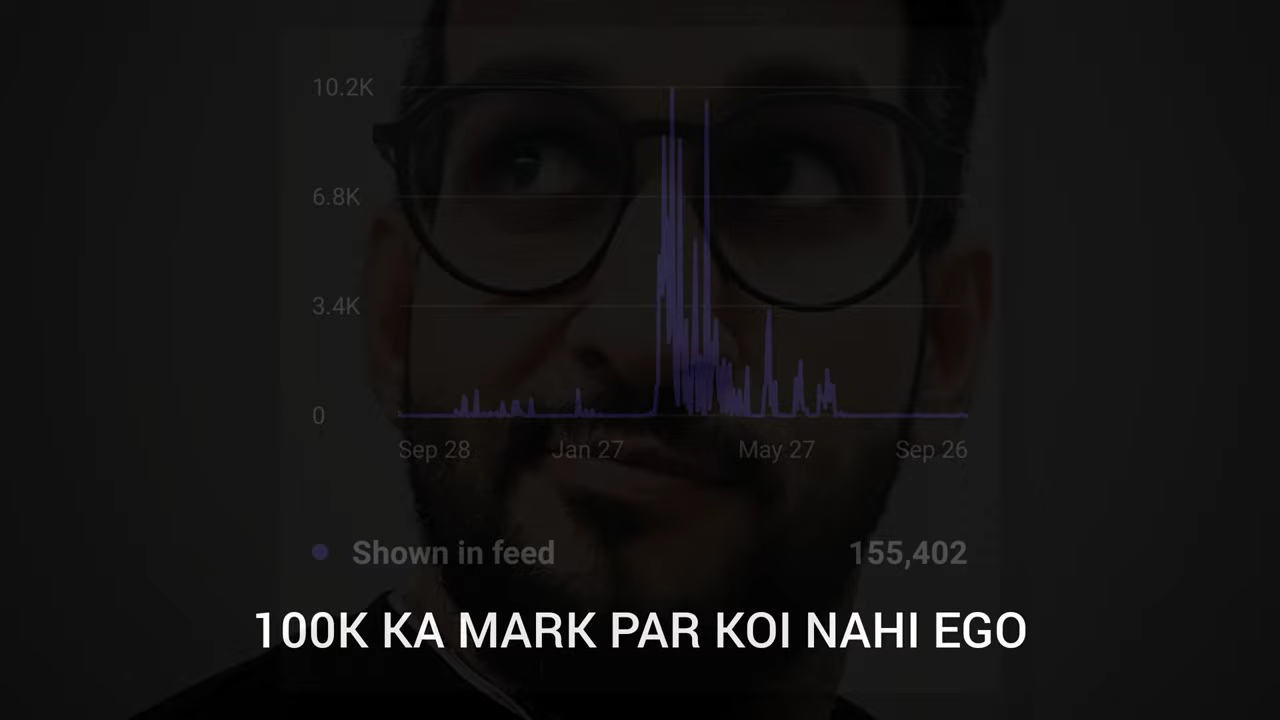 10.2K
6.8K
3.4K
0
Sep 28 Jan 27 May 27 Sep 26
Shown in feed 155,402
100K KA MARK PAR KOI NAHI EGO